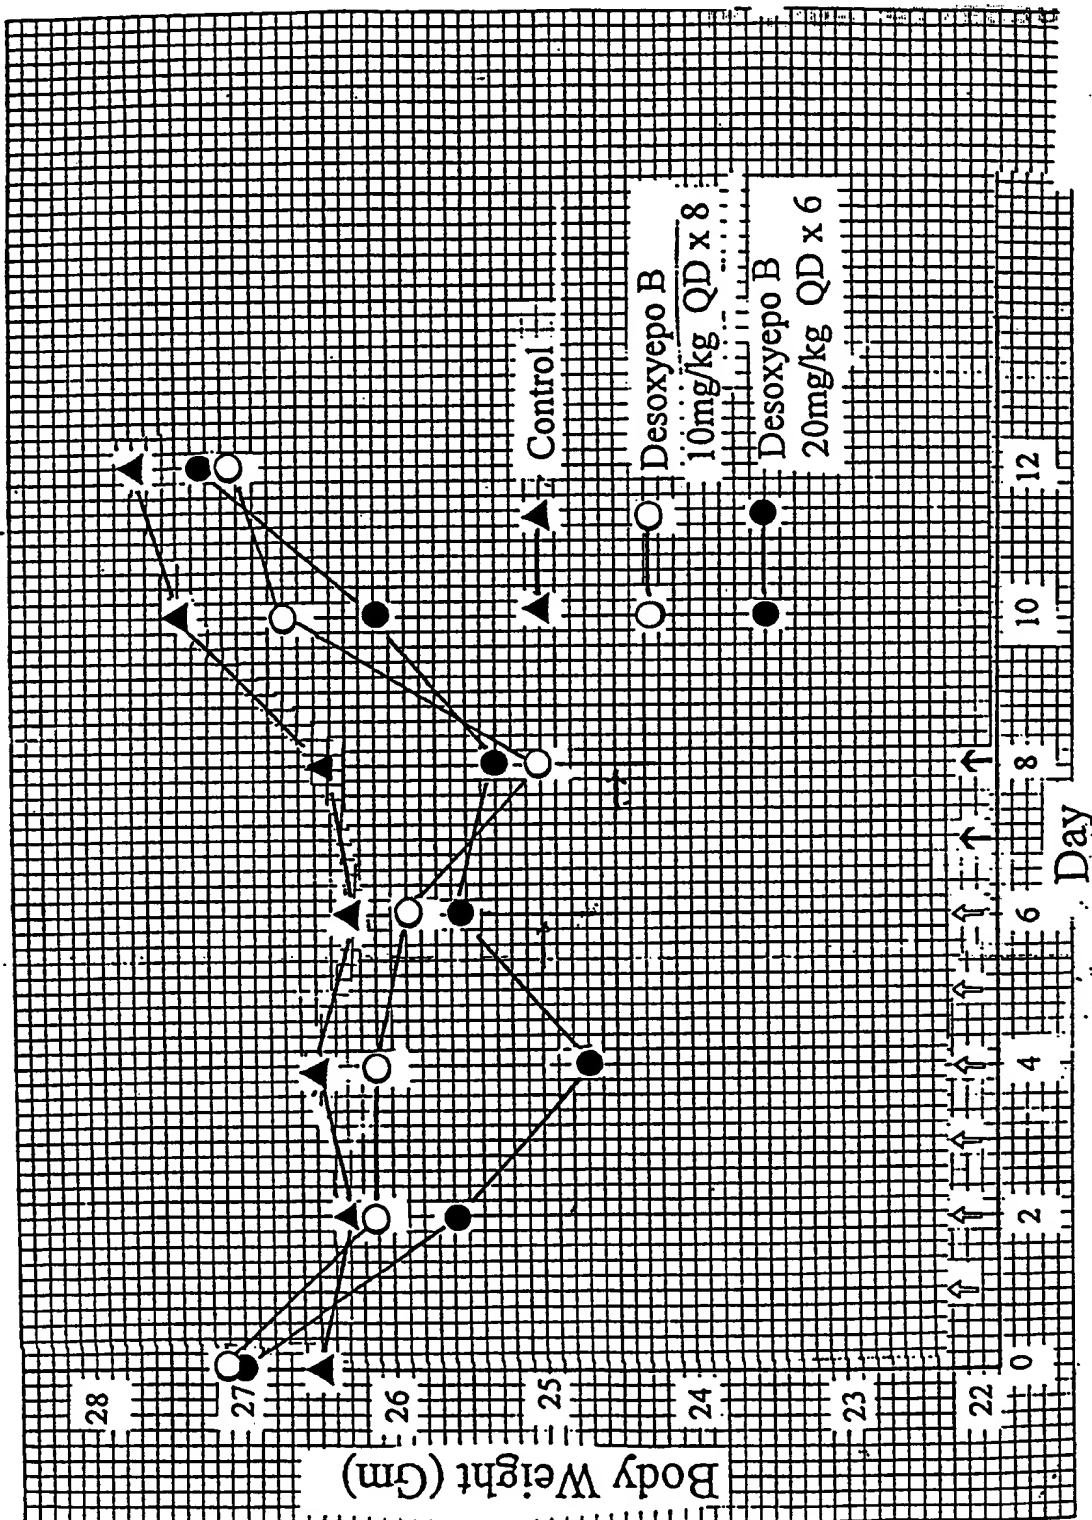 Body Weight (Gm)
28
27
26
25
24
23
22
0
2
4
6
8
10
12
Day
Control
Desoxyepo B
10mg/kg QD x 8
Desoxyepo B
20mg/kg QD x 6